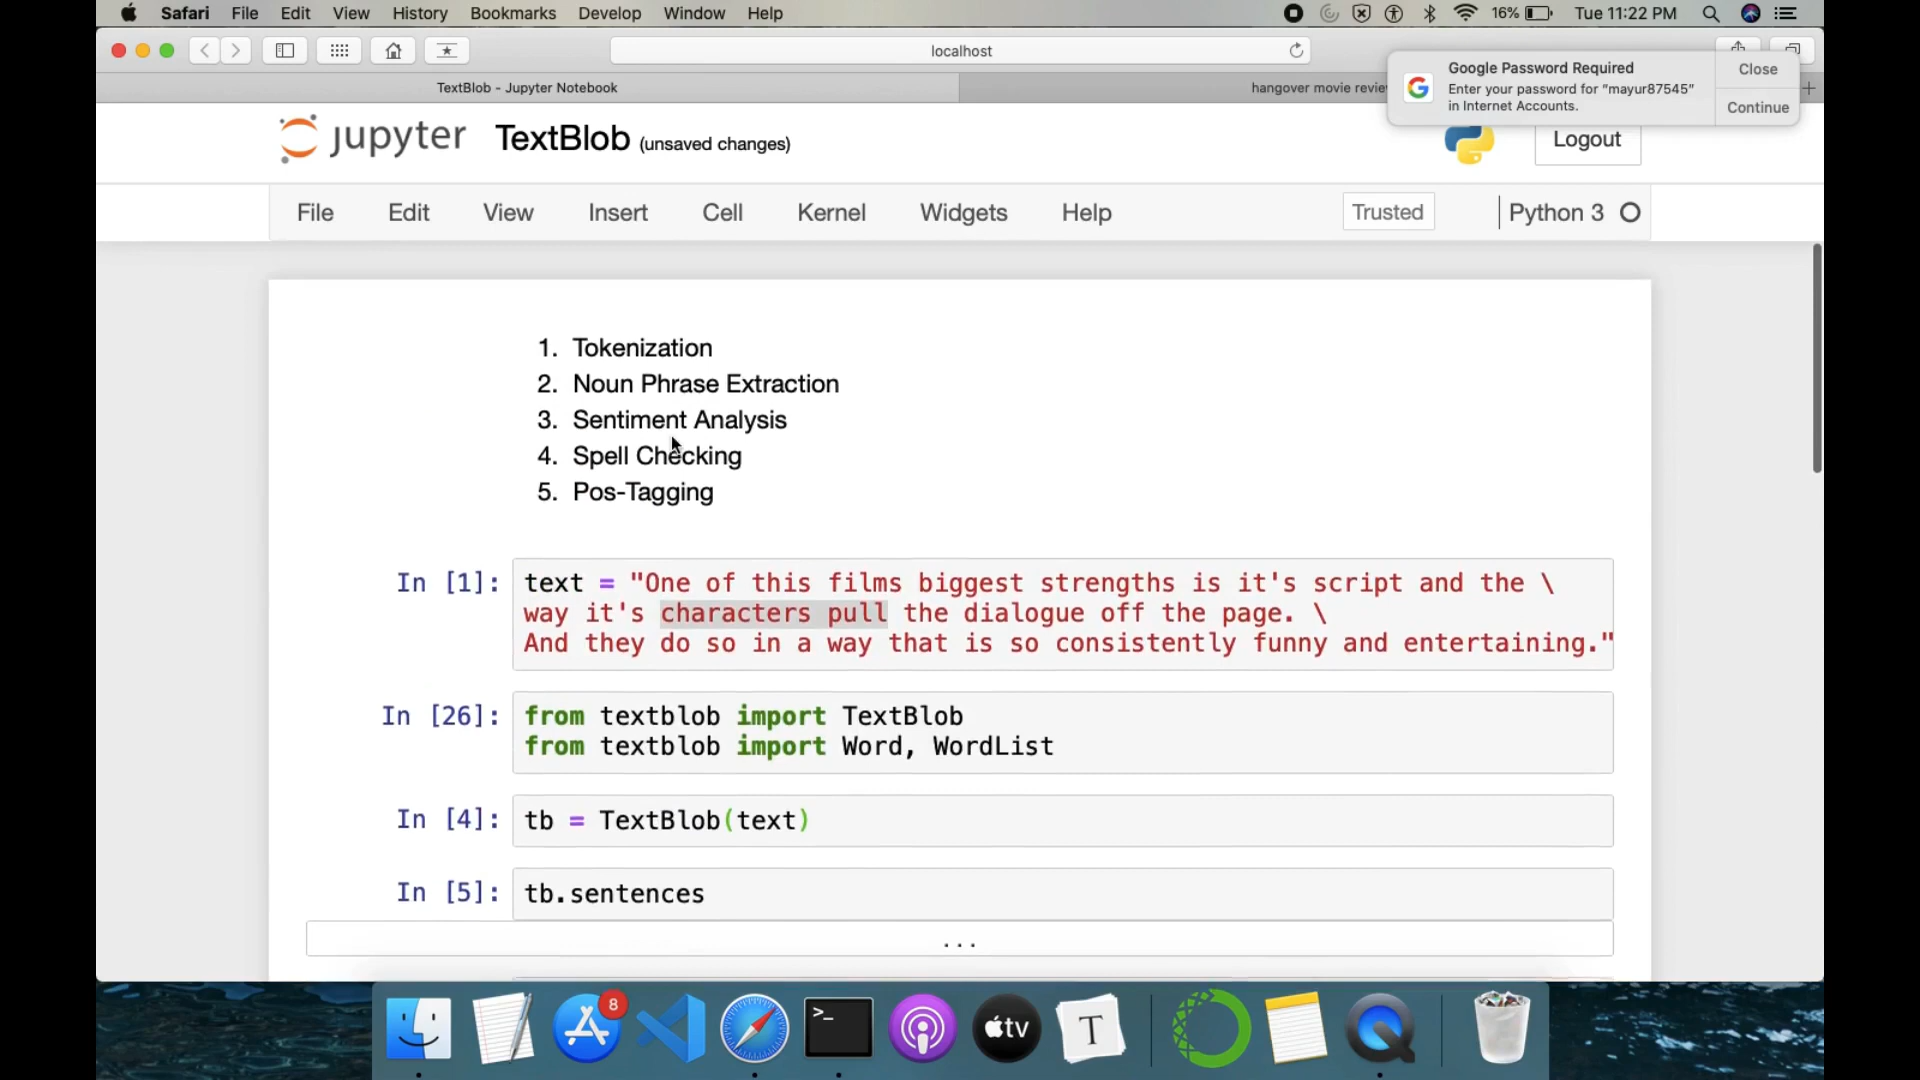 Safari File Edit View History Bookmarks Develop Window Help 16% Tue 11:22 PM
localhost
Google Password Required
Enter your password for “mayur87545”
in Internet Accounts.
Close
Continue
TextBlob - Jupyter Notebook
hangover movie revie
jupyter TextBlob (unsaved changes)
Logout
File Edit View Insert Cell Kernel Widgets Help Trusted Python 3
1. Tokenization
2. Noun Phrase Extraction
3. Sentiment Analysis
4. Spell Checking
5. Pos-Tagging
In [1]: text = "One of this films biggest strengths is it's script and the \
way it's characters pull the dialogue off the page. \
And they do so in a way that is so consistently funny and entertaining."
In [26]: from textblob import TextBlob
from textblob import Word, WordList
In [4]: tb = TextBlob(text)
In [5]: tb.sentences
...
8
>_
tv
T